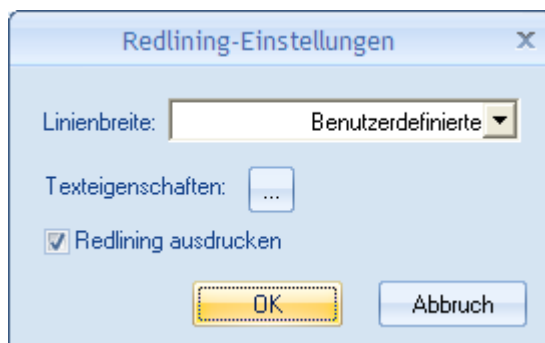 Redlining-Einstellungen
Linienbreite: Benutzerdefinierte
Texteigenschaften: ...
Redlining ausdrucken
OK Abbruch